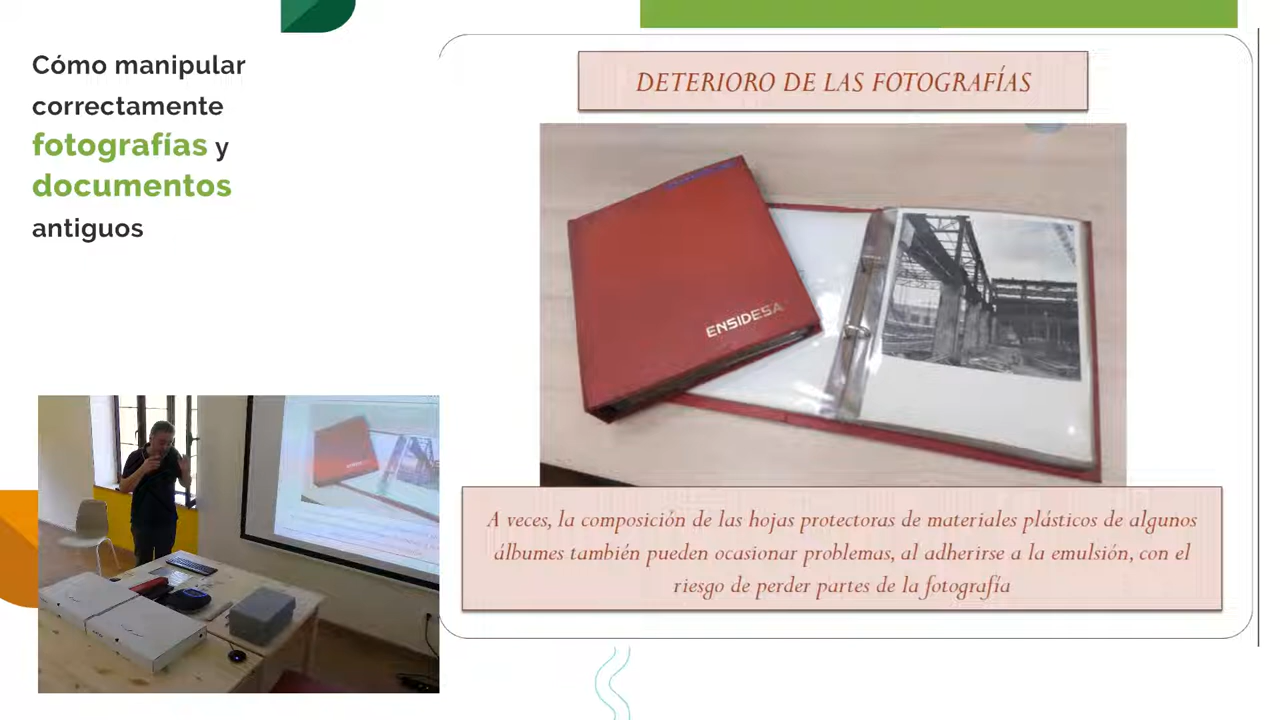 Cómo manipular
correctamente
fotografías y
documentos
antiguos
DETERIORO DE LAS FOTOGRAFÍAS
ENSIDESA
A veces, la composición de las hojas protectoras de materiales plásticos de algunos
álbumes también pueden ocasionar problemas, al adherirse a la emulsión, con el
riesgo de perder partes de la fotografía